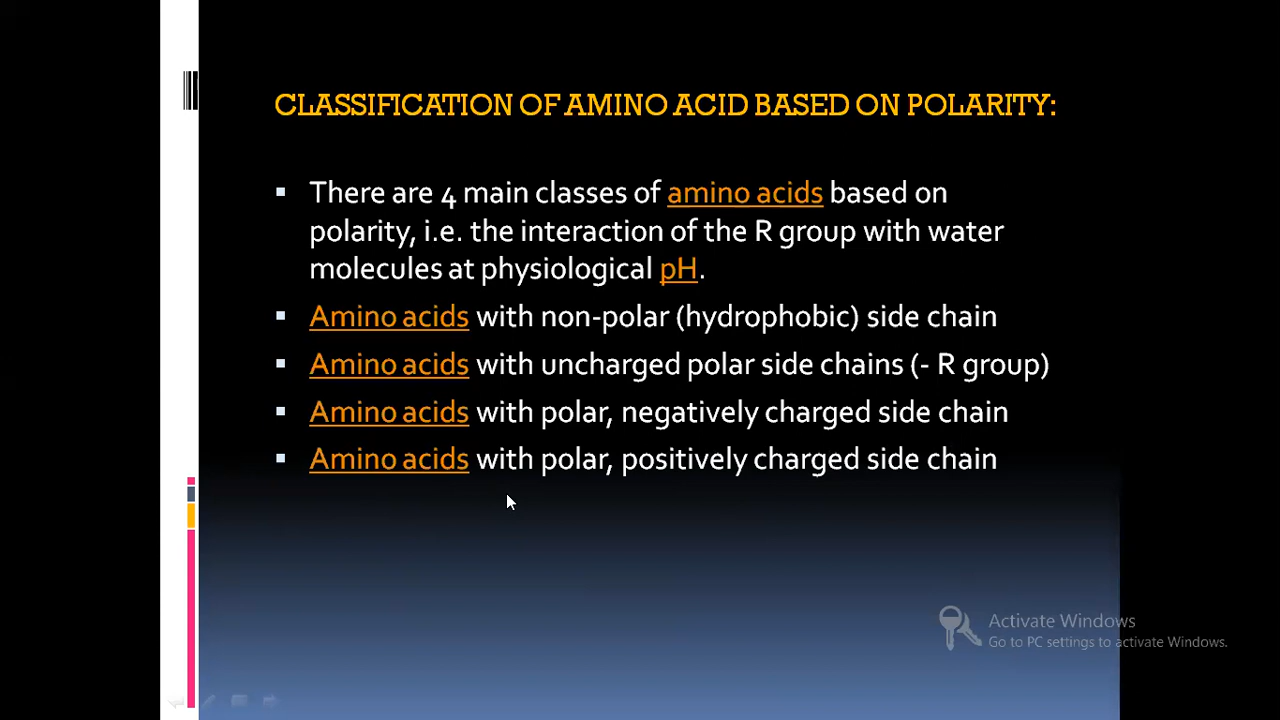 CLASSIFICATION OF AMINO ACID BASED ON POLARITY:
▪ There are 4 main classes of amino acids based on
polarity, i.e. the interaction of the R group with water
molecules at physiological pH.
▪ Amino acids with non-polar (hydrophobic) side chain
▪ Amino acids with uncharged polar side chains (- R group)
▪ Amino acids with polar, negatively charged side chain
▪ Amino acids with polar, positively charged side chain
Activate Windows
Go to PC settings to activate Windows.